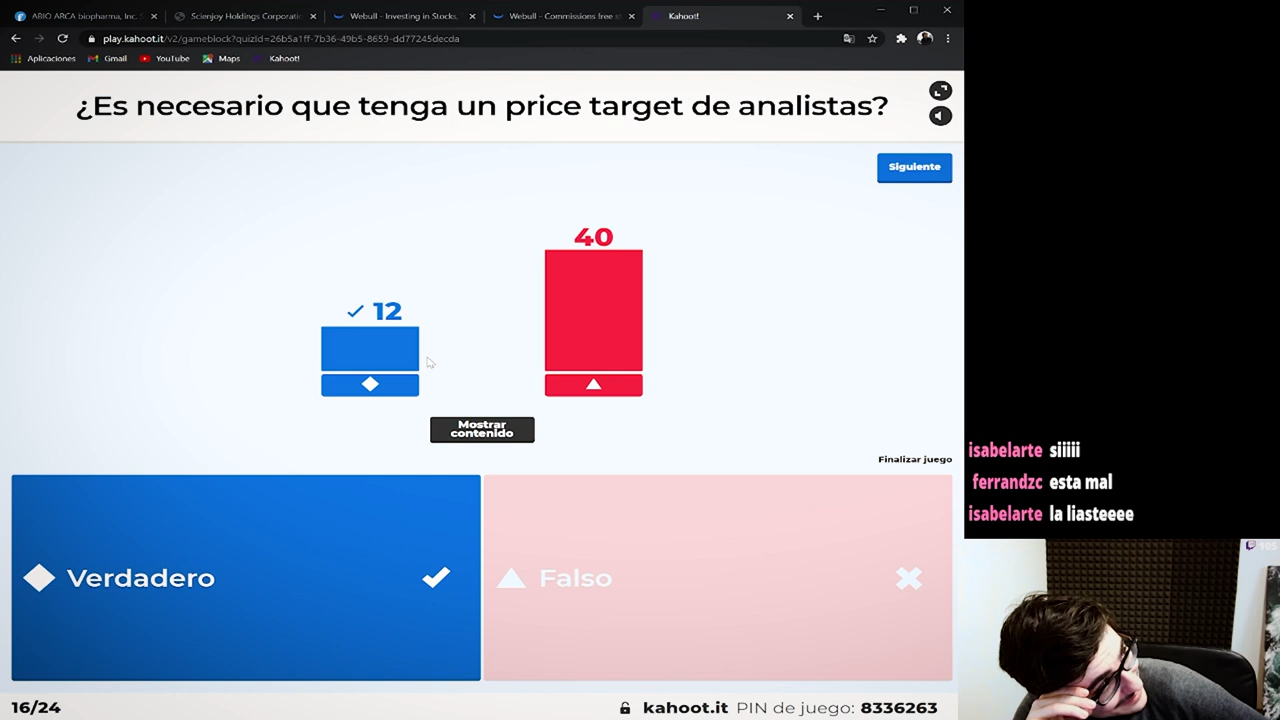 ABIO ARCA biopharma, Inc.
Scienjoy Holdings Corporatio
Webull - Investing in Stocks,
Webull - Commissions free st
Kahoot!
play.kahoot.it/v2/gameblock?quizId=26b5a1ff-7b36-49b5-8659-dd77245decda
Aplicaciones
Gmail
YouTube
Maps
Kahoot!
¿Es necesario que tenga un price target de analistas?
Siguiente
40
12
Mostrar
contenido
Finalizar juego
isabelarte siiiii
ferrandzc esta mal
isabelarte la liasteeee
Verdadero
Falso
16/24
kahoot.it PIN de juego: 8336263